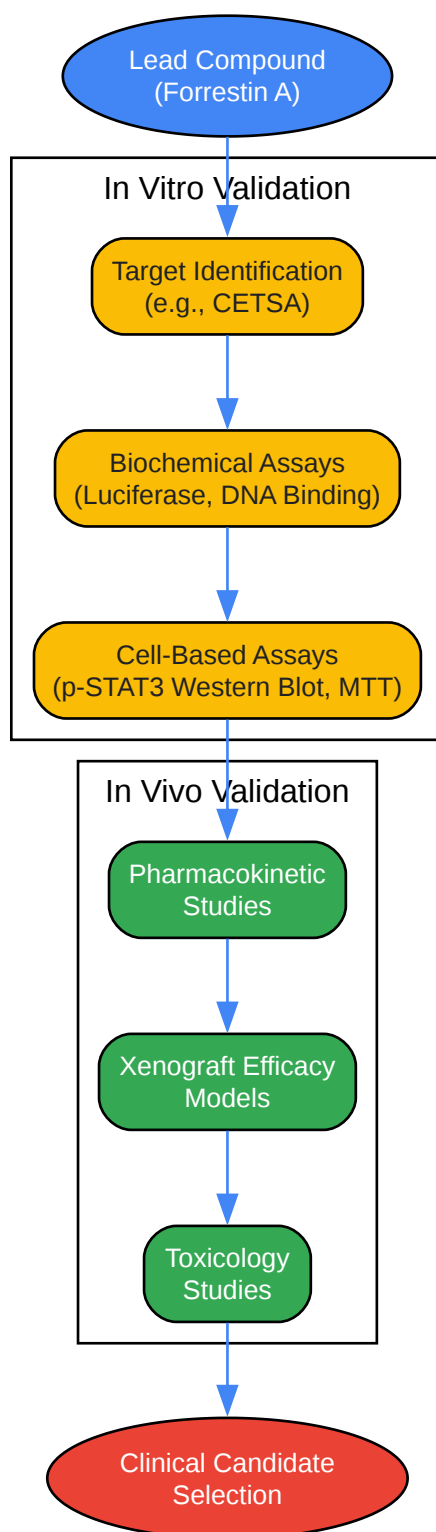 Lead Compound
(Forrestin A)
In Vitro Validation
Target Identification
(e.g., CETSA)
Biochemical Assays
(Luciferase, DNA Binding)
Cell-Based Assays
(p-STAT3 Western Blot, MTT)
In Vivo Validation
Pharmacokinetic
Studies
Xenograft Efficacy
Models
Toxicology
Studies
Clinical Candidate
Selection